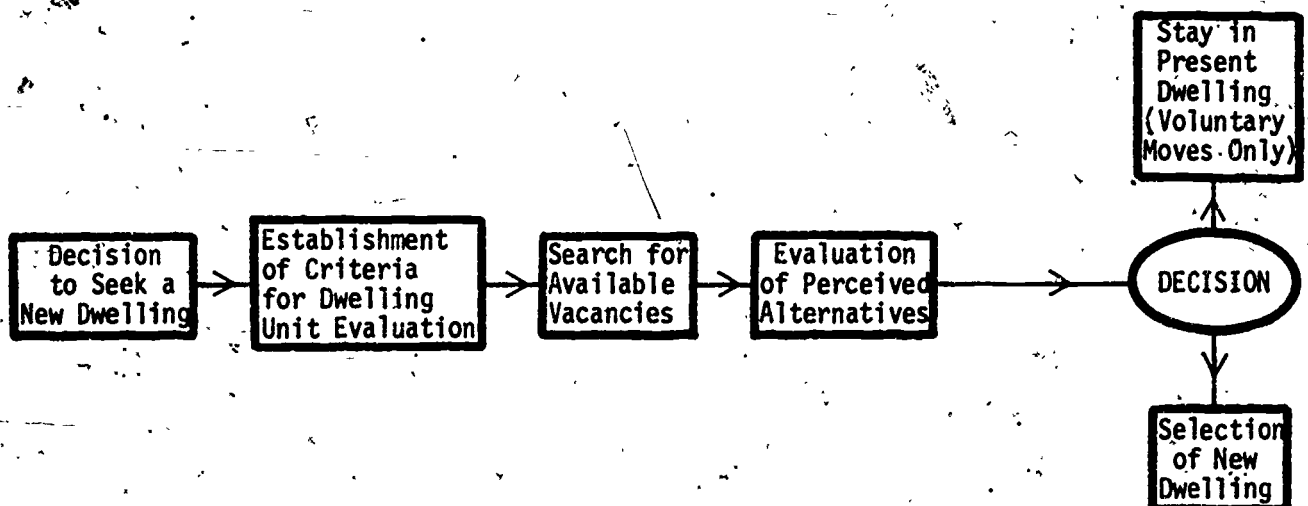 Decision
to Seek a
New Dwelling
Establishment
of Criteria
for Dwelling
Unit Evaluation
Search for
Available
Vacancies
Evaluation
of Perceived
Alternatives
DECISION
Stay in
Present
Dwelling
(Voluntary
Moves Only)
Selection
of New
Dwelling